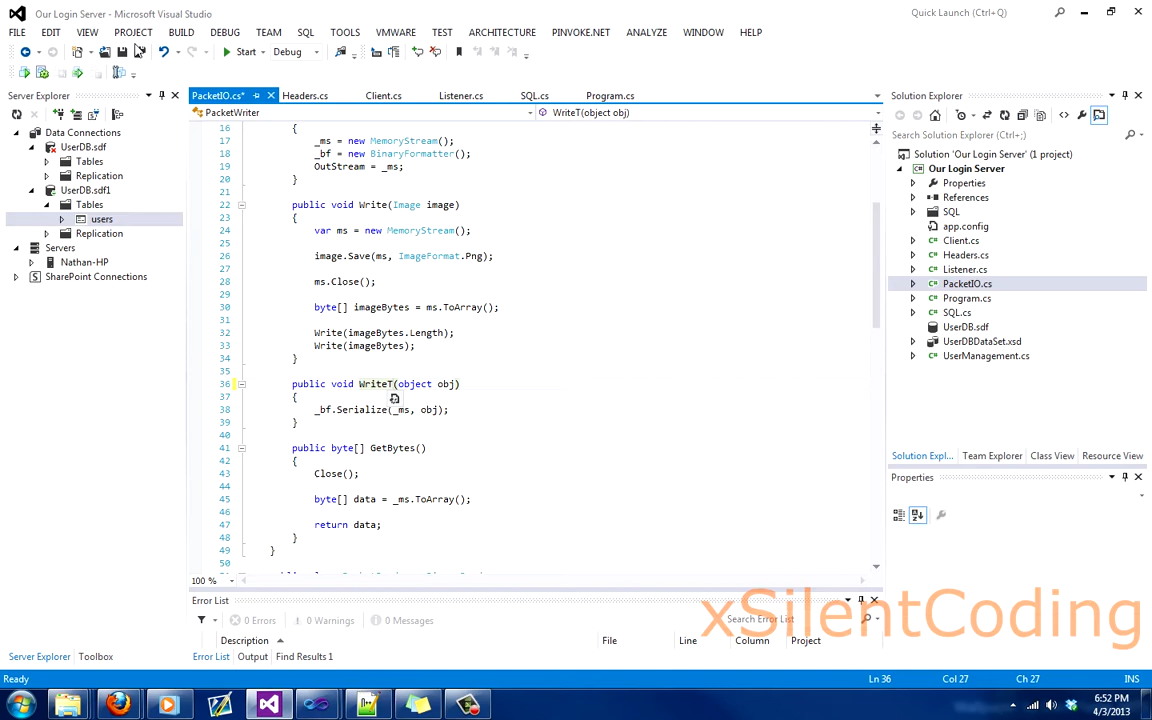 Our Login Server - Microsoft Visual Studio
Quick Launch (Ctrl+Q)
FILE EDIT VIEW PROJECT BUILD DEBUG TEAM SQL TOOLS VMWARE TEST ARCHITECTURE PINVOKE.NET ANALYZE WINDOW HELP
Start Debug
Server Explorer
PacketIO.cs* Headers.cs Client.cs Listener.cs SQL.cs Program.cs
Solution Explorer
PacketWriter WriteT(object obj)
Data Connections
UserDB.sdf
Tables
Replication
UserDB.sdf1
Tables
users
Replication
Servers
Nathan-HP
SharePoint Connections
16 {
17 _ms = new MemoryStream();
18 _bf = new BinaryFormatter();
19 OutStream = _ms;
20 }
21
22 public void Write(Image image)
23 {
24 var ms = new MemoryStream();
25
26 image.Save(ms, ImageFormat.Png);
27
28 ms.Close();
29
30 byte[] imageBytes = ms.ToArray();
31
32 Write(imageBytes.Length);
33 Write(imageBytes);
34 }
35
36 public void WriteT(object obj)
37 {
38 _bf.Serialize(_ms, obj);
39 }
40
41 public byte[] GetBytes()
42 {
43 Close();
44
45 byte[] data = _ms.ToArray();
46
47 return data;
48 }
49 }
50
100 %
Search Solution Explorer (Ctrl+;)
Solution 'Our Login Server' (1 project)
Our Login Server
Properties
References
SQL
app.config
Client.cs
Headers.cs
Listener.cs
PacketIO.cs
Program.cs
SQL.cs
UserDB.sdf
UserDBDataSet.xsd
UserManagement.cs
Solution Expl... Team Explorer Class View Resource View
Properties
Error List
0 Errors 0 Warnings 0 Messages
Search Error List
Description File Line Column Project
Server Explorer Toolbox
Error List Output Find Results 1
xSilentCoding
Ready Ln 36 Col 27 Ch 27 INS
6:52 PM
4/3/2013